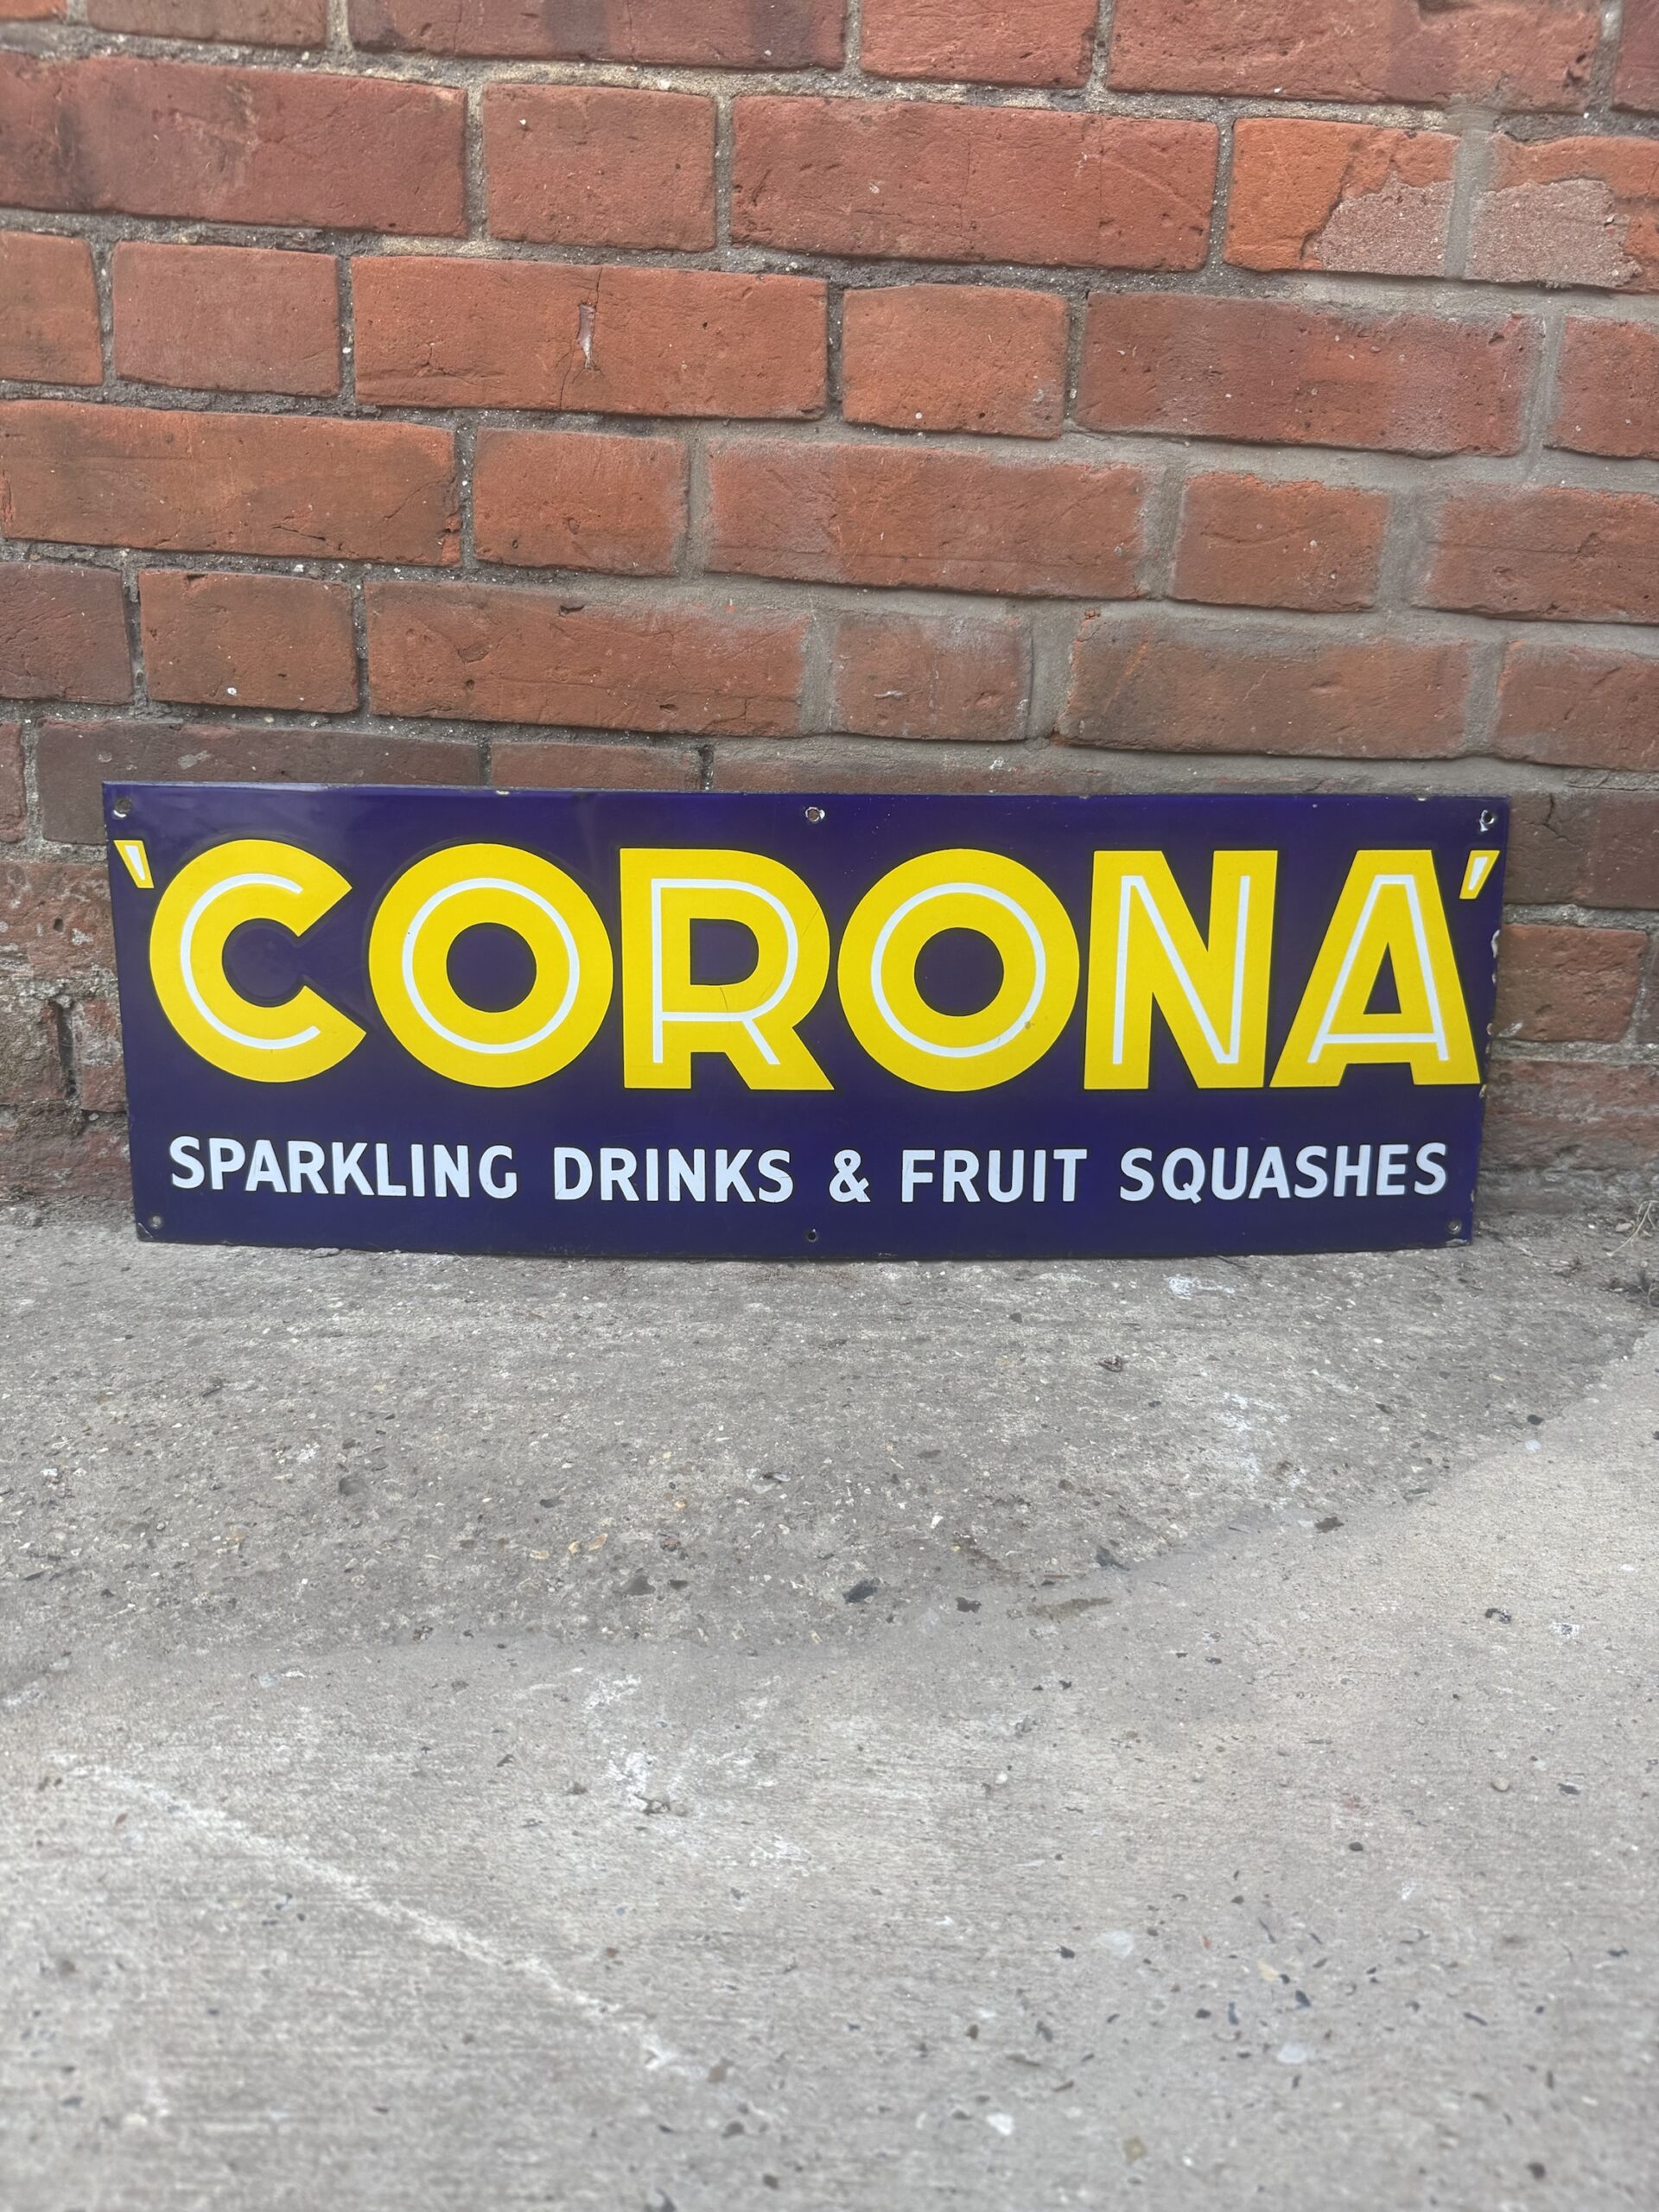 'CORONA'
SPARKLING DRINKS & FRUIT SQUASHES